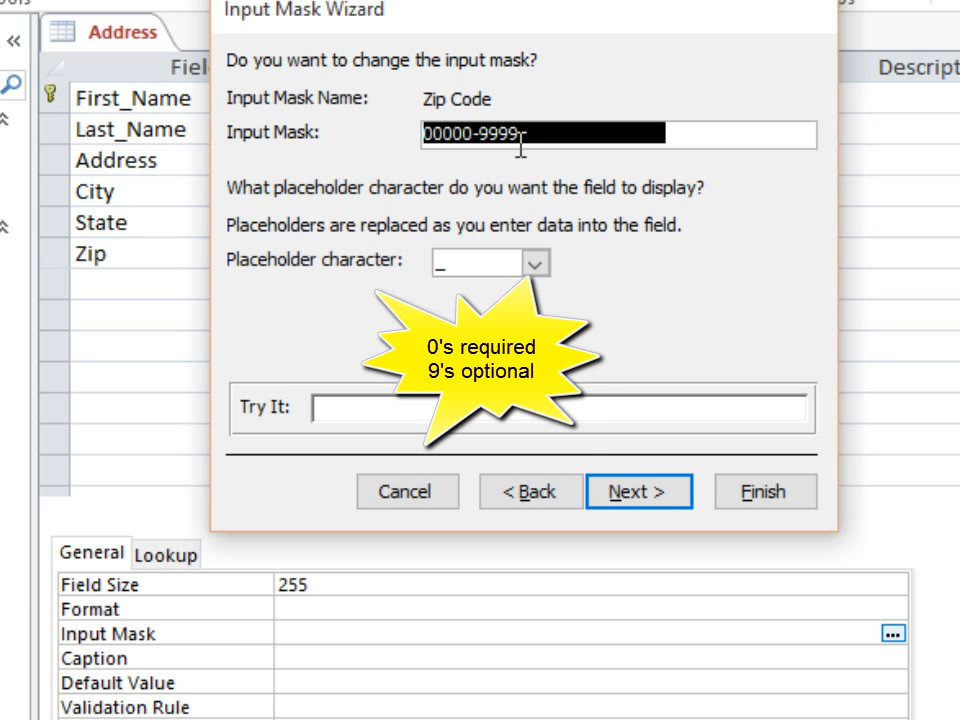 Input Mask Wizard
Address
Do you want to change the input mask?
Input Mask Name: Zip Code
Input Mask: 00000-9999
What placeholder character do you want the field to display?
Placeholders are replaced as you enter data into the field.
Placeholder character: _
0's required
9's optional
Try It:
Cancel < Back Next > Finish
First_Name
Last_Name
Address
City
State
Zip
General Lookup
Field Size 255
Format
Input Mask ...
Caption
Default Value
Validation Rule